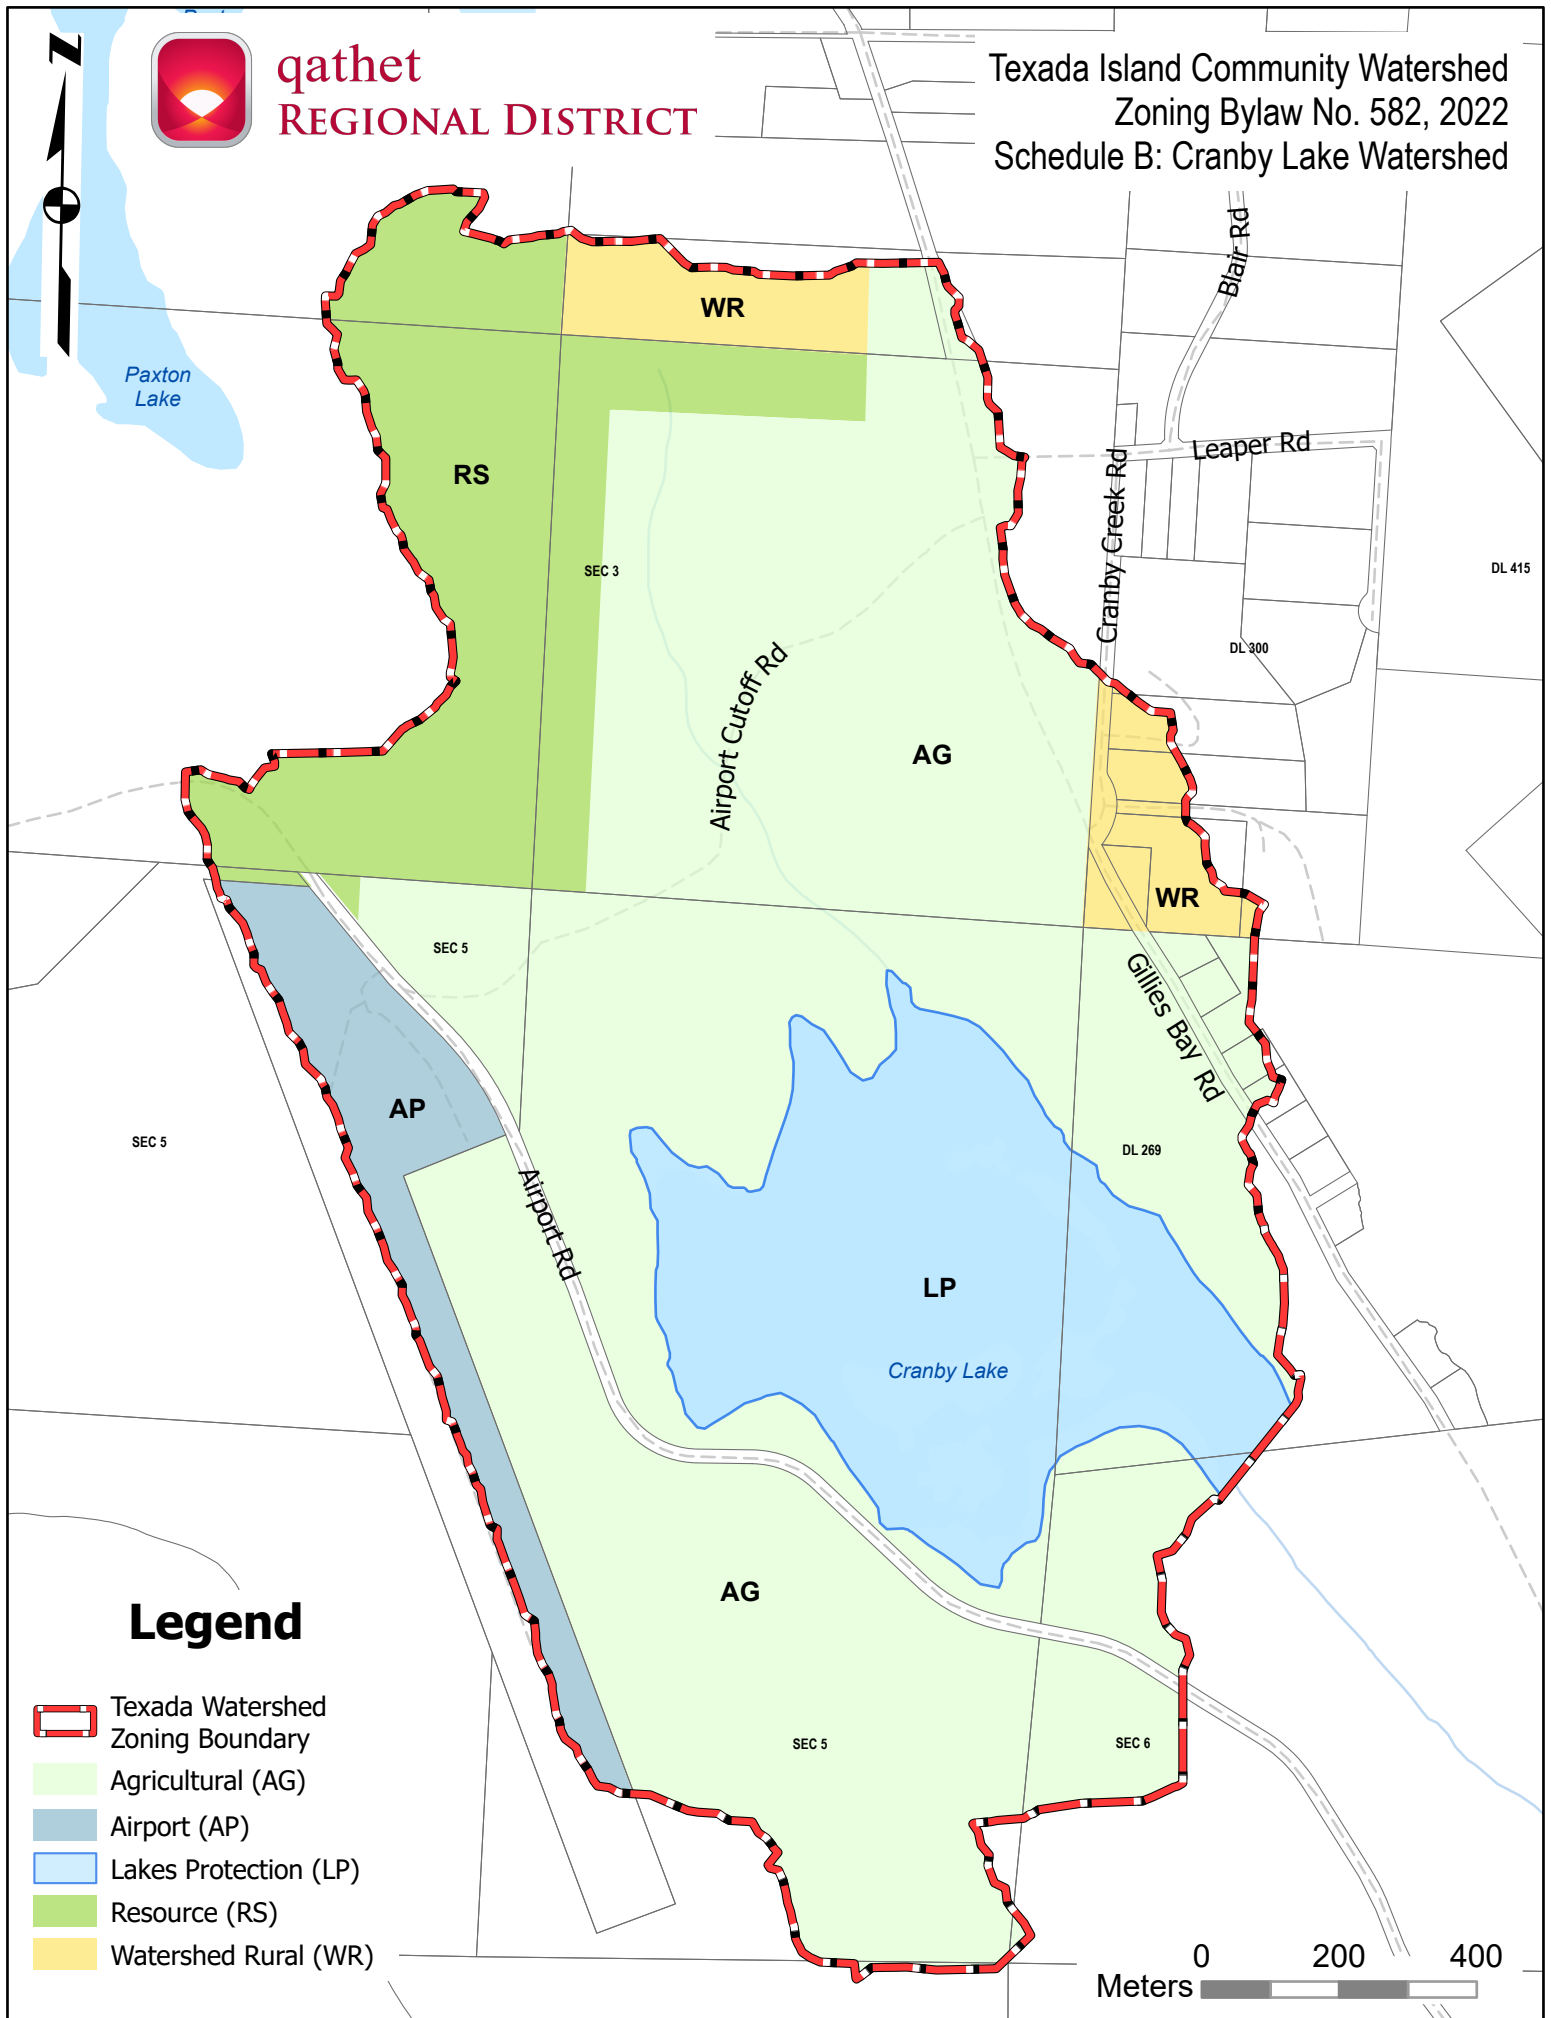 qathet
REGIONAL DISTRICT
Texada Island Community Watershed
Zoning Bylaw No. 582, 2022
Schedule B: Cranby Lake Watershed
N
Paxton
Lake
WR
Blair Rd
Leaper Rd
RS
Cranby Creek Rd
SEC 3
DL 415
DL 300
Airport Cutoff Rd
AG
WR
SEC 5
Gillies Bay Rd
AP
SEC 5
DL 269
Airport Rd
LP
Cranby Lake
AG
SEC 5
SEC 6
Legend
Texada Watershed
Zoning Boundary
Agricultural (AG)
Airport (AP)
Lakes Protection (LP)
Resource (RS)
Watershed Rural (WR)
0 200 400
Meters